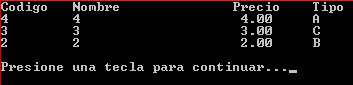 Codigo Nombre Precio Tipo
4 4 4.00 A
3 3 3.00 C
2 2 2.00 B
Presione una tecla para continuar..._